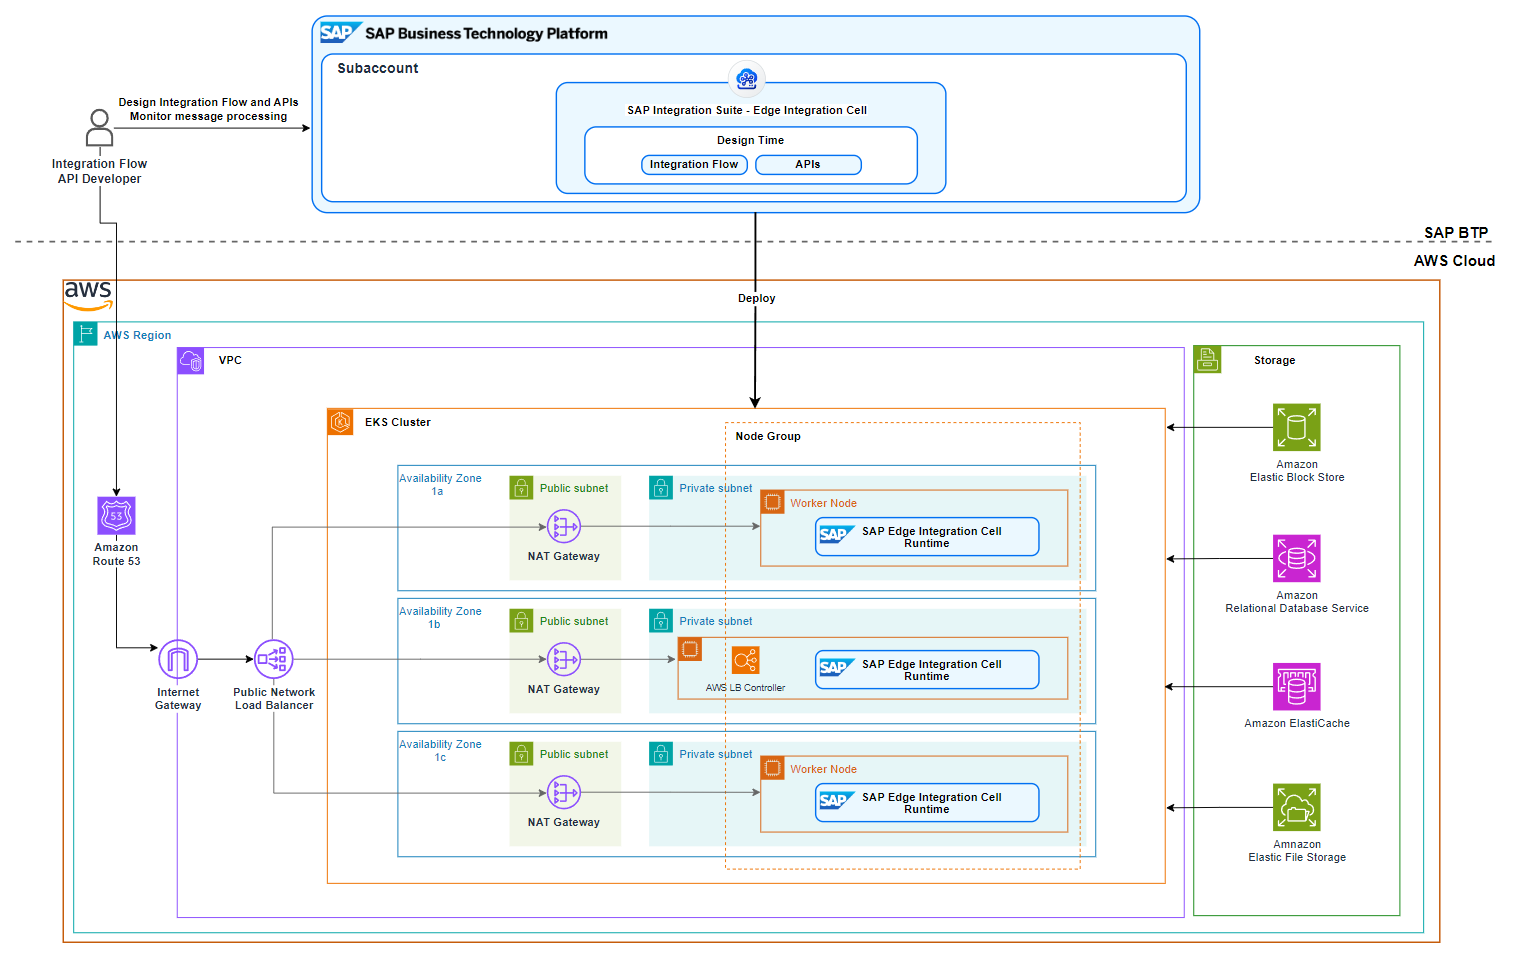 SAP
SAP Business Technology Platform
Subaccount
SAP Integration Suite - Edge Integration Cell
Design Time
Integration Flow
APIs
Design Integration Flow and APIs
Monitor message processing
Integration Flow
API Developer
SAP BTP
AWS Cloud
aws
Deploy
AWS Region
VPC
Storage
EKS Cluster
Node Group
Availability Zone
1a
Public subnet
NAT Gateway
Private subnet
Worker Node
SAP
SAP Edge Integration Cell
Runtime
Availability Zone
1b
Public subnet
NAT Gateway
Private subnet
AWS LB Controller
SAP
SAP Edge Integration Cell
Runtime
Availability Zone
1c
Public subnet
NAT Gateway
Private subnet
Worker Node
SAP
SAP Edge Integration Cell
Runtime
53
Amazon
Route 53
Internet
Gateway
Public Network
Load Balancer
Amazon
Elastic Block Store
Amazon
Relational Database Service
Amazon ElastiCache
Amnazon
Elastic File Storage